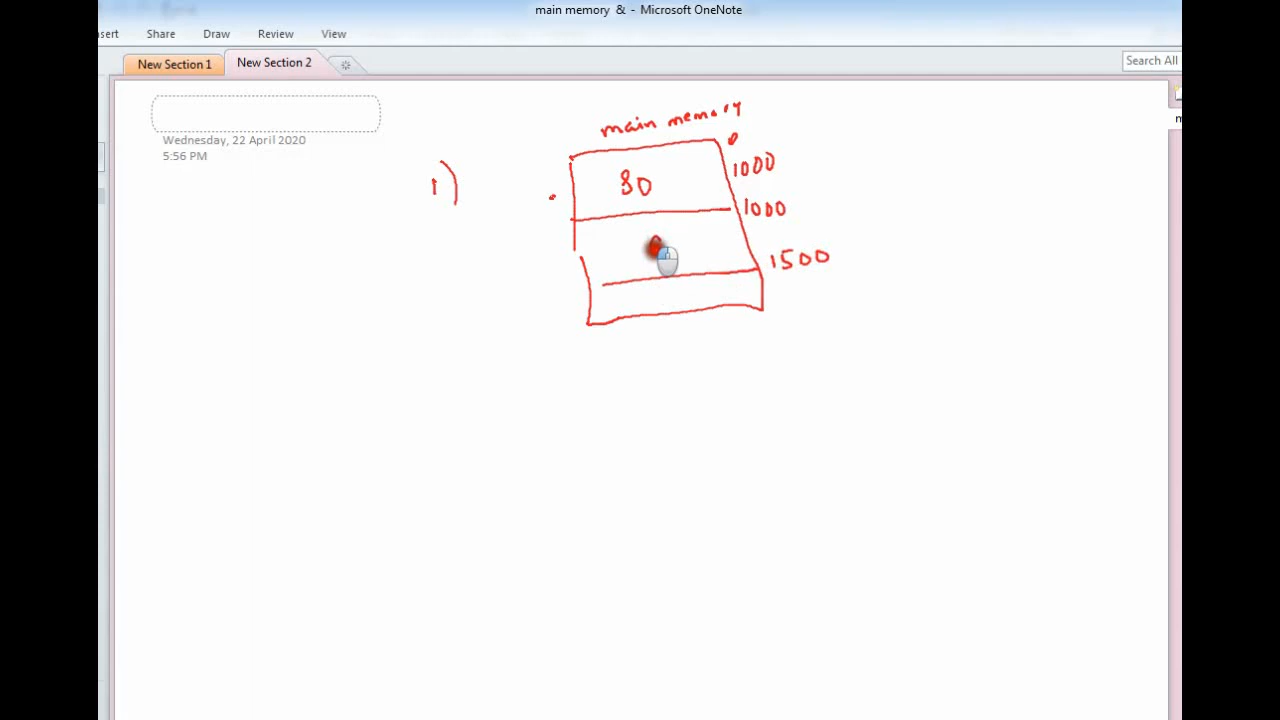 main memory & - Microsoft OneNote
sert Share Draw Review View
New Section 1 New Section 2
Search All
main memory
0
Wednesday, 22 April 2020
5:56 PM
1)
80
1000
1000
1500